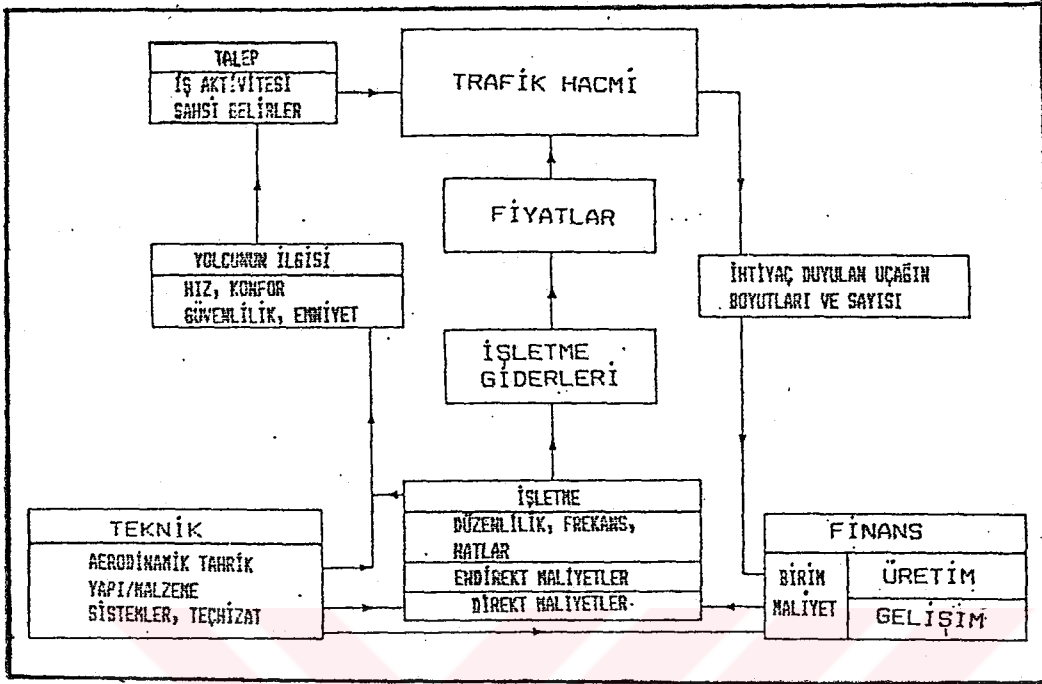 TALEP
İŞ AKTİVİTESİ
ŞAHSİ GELİRLER
TRAFİK HACMİ
FİYATLAR
YOLCUNUN İLGİSİ
HIZ, KONFOR
GÜVENLİLİK, EMNİYET
İHTİYAÇ DUYULAN UÇAĞIN
BOYUTLARI VE SAYISI
İŞLETME
GİDERLERİ
İŞLETME
DÜZENLİLİK, FREKANS,
HATLAR
ENDİREKT MALİYETLER
DİREKT MALİYETLER
TEKNİK
AERODİNAMİK TAHRİK
YAPI/MALZEME
SİSTEMLER, TEÇHİZAT
FİNANS
BİRİM
MALİYET
ÜRETİM
GELİŞİM